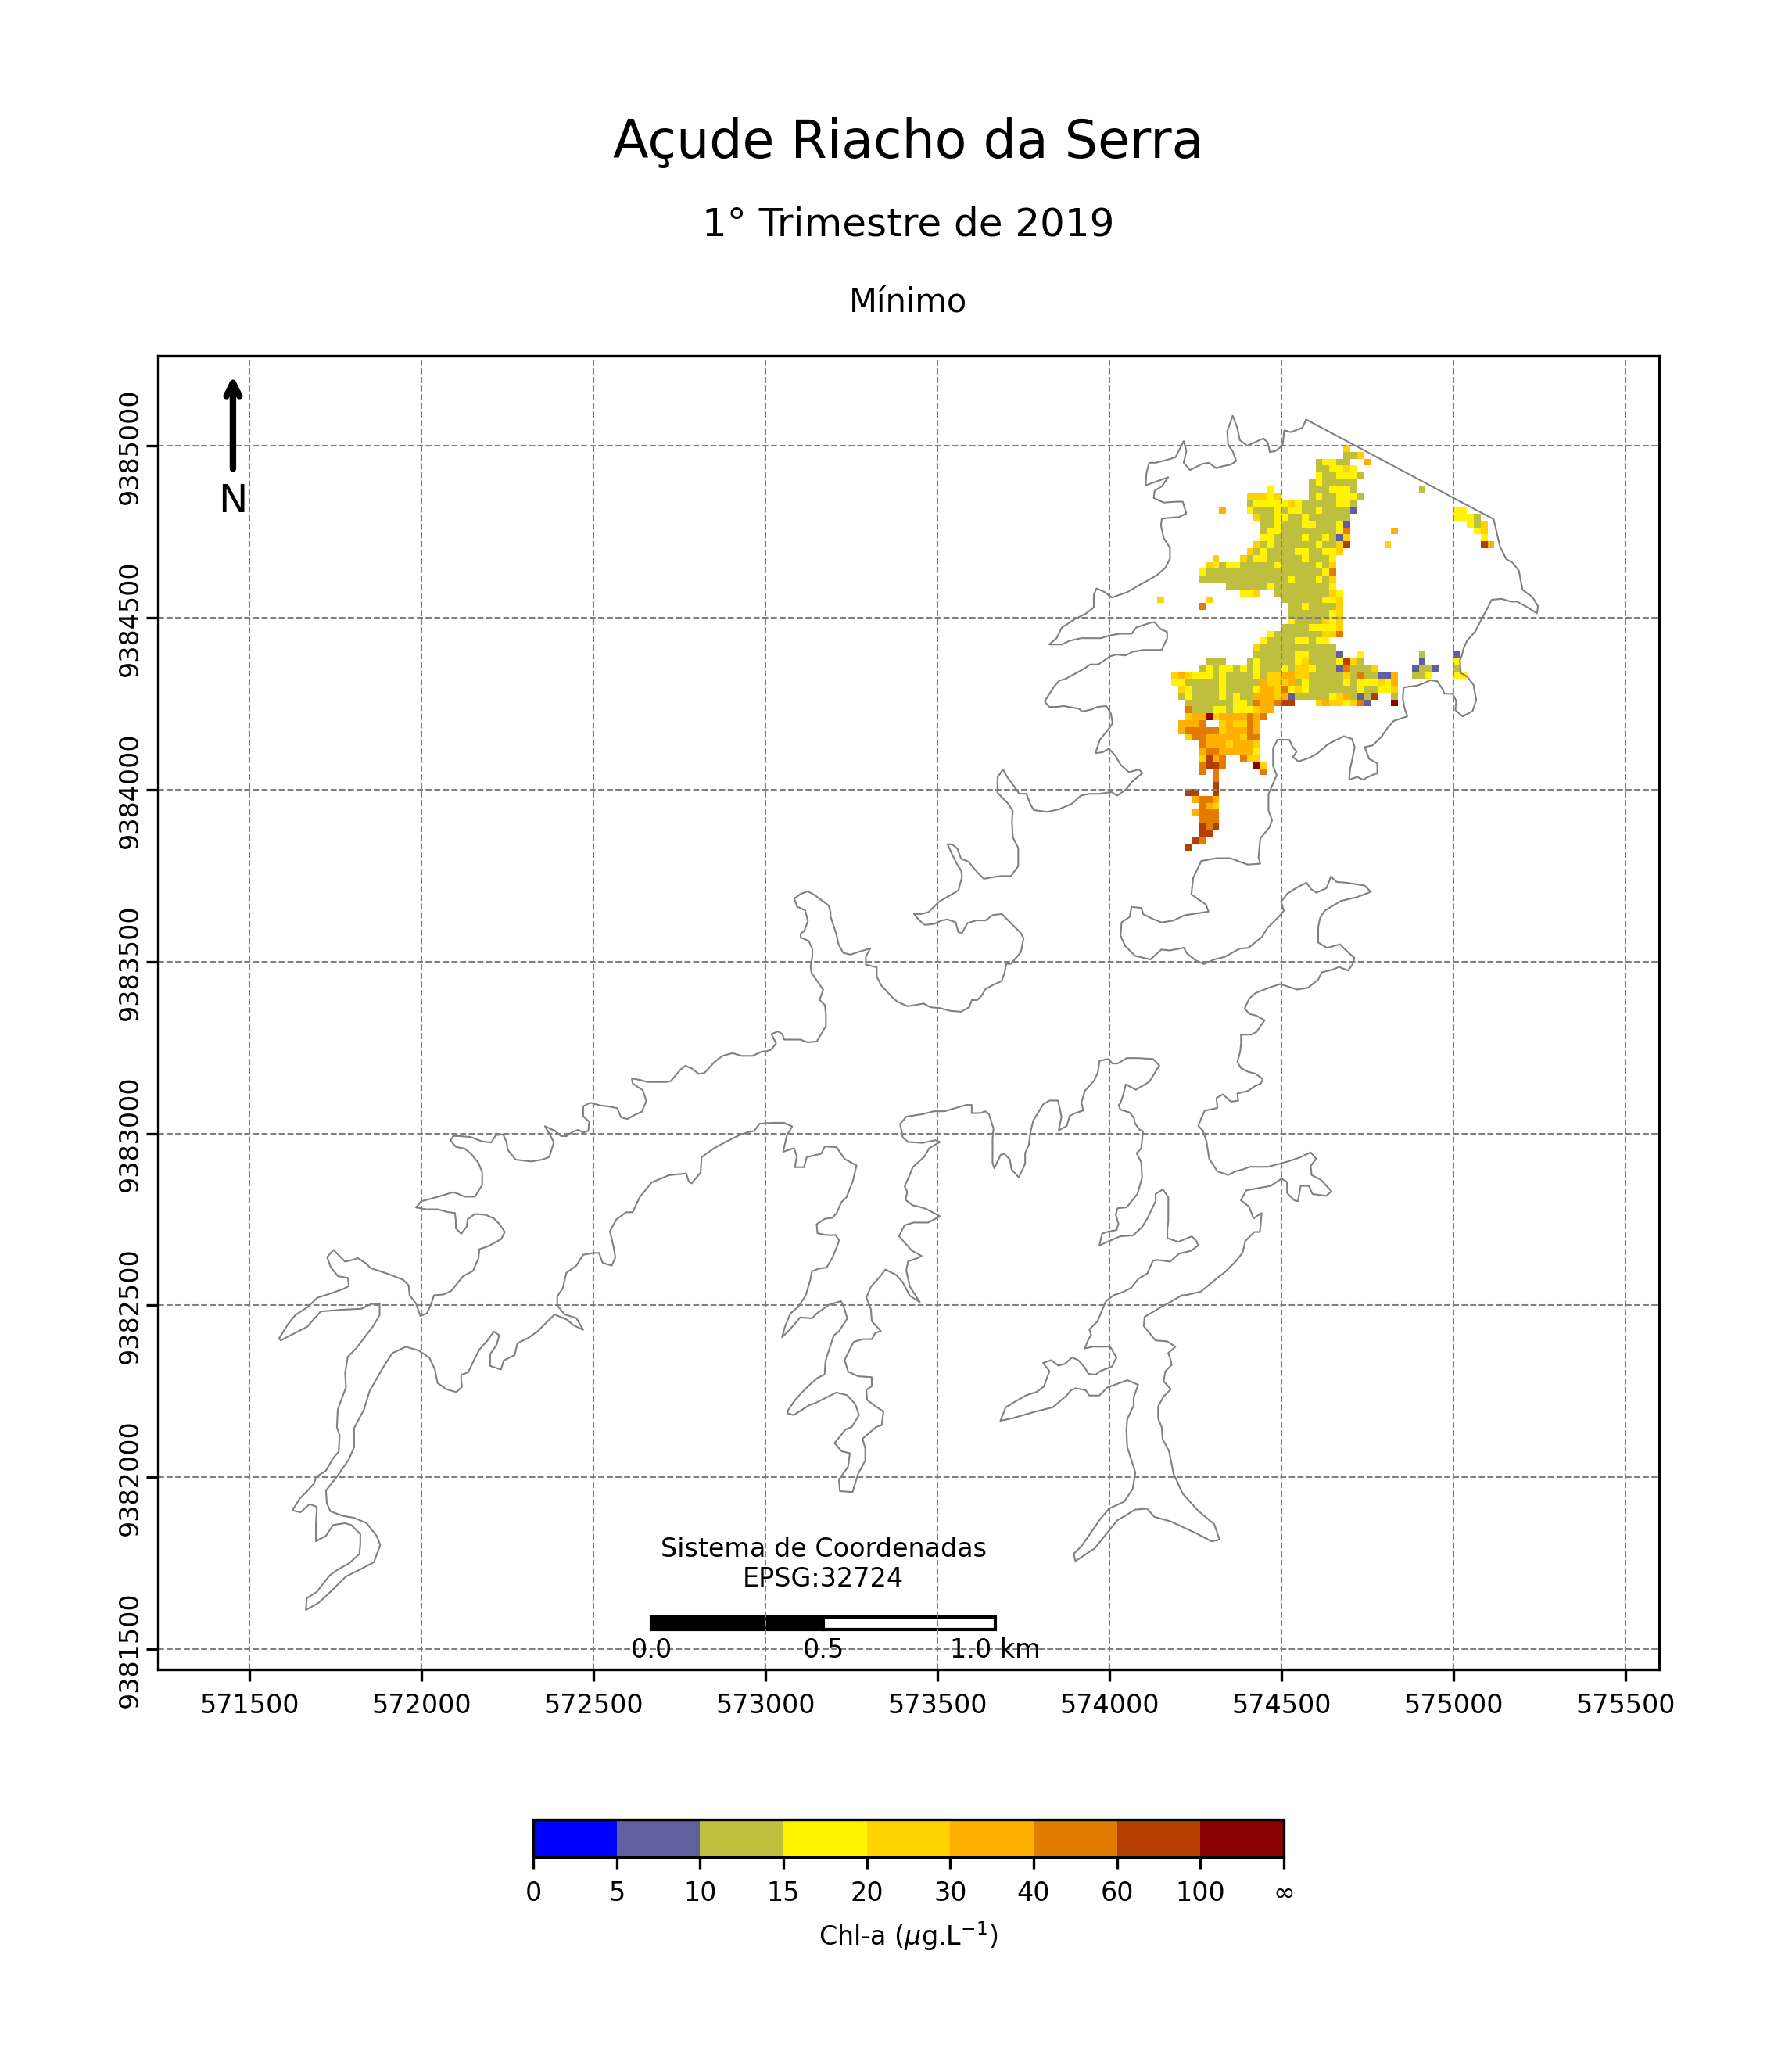 Açude Riacho da Serra
1° Trimestre de 2019
Mínimo
N
9385000
9384500
9384000
9383500
9383000
9382500
9382000
9381500
Sistema de Coordenadas
EPSG:32724
0.0 0.5 1.0 km
571500 572000 572500 573000 573500 574000 574500 575000 575500
0 5 10 15 20 30 40 60 100 ∞
Chl-a (μg.L⁻¹)